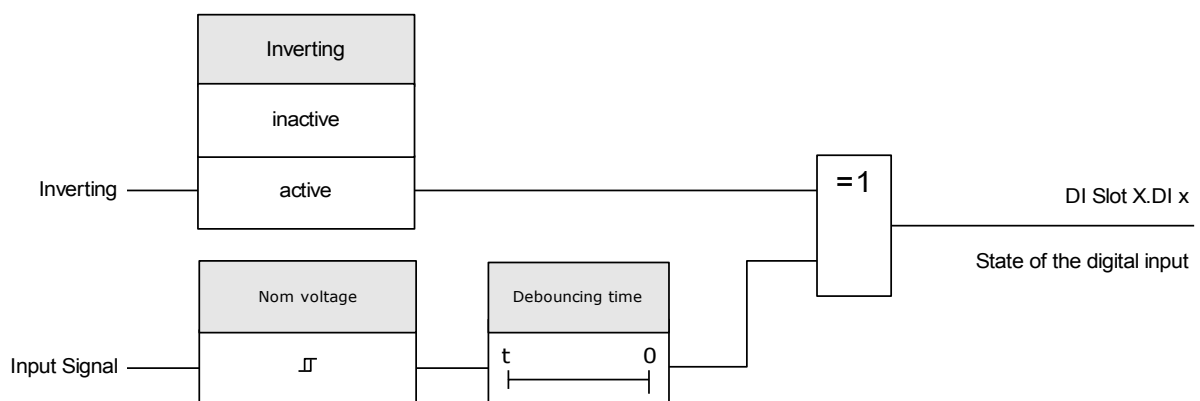 Inverting
inactive
Inverting
active
=1
DI Slot X.DI x
State of the digital input
Nom voltage
Debouncing time
Input Signal
t
0